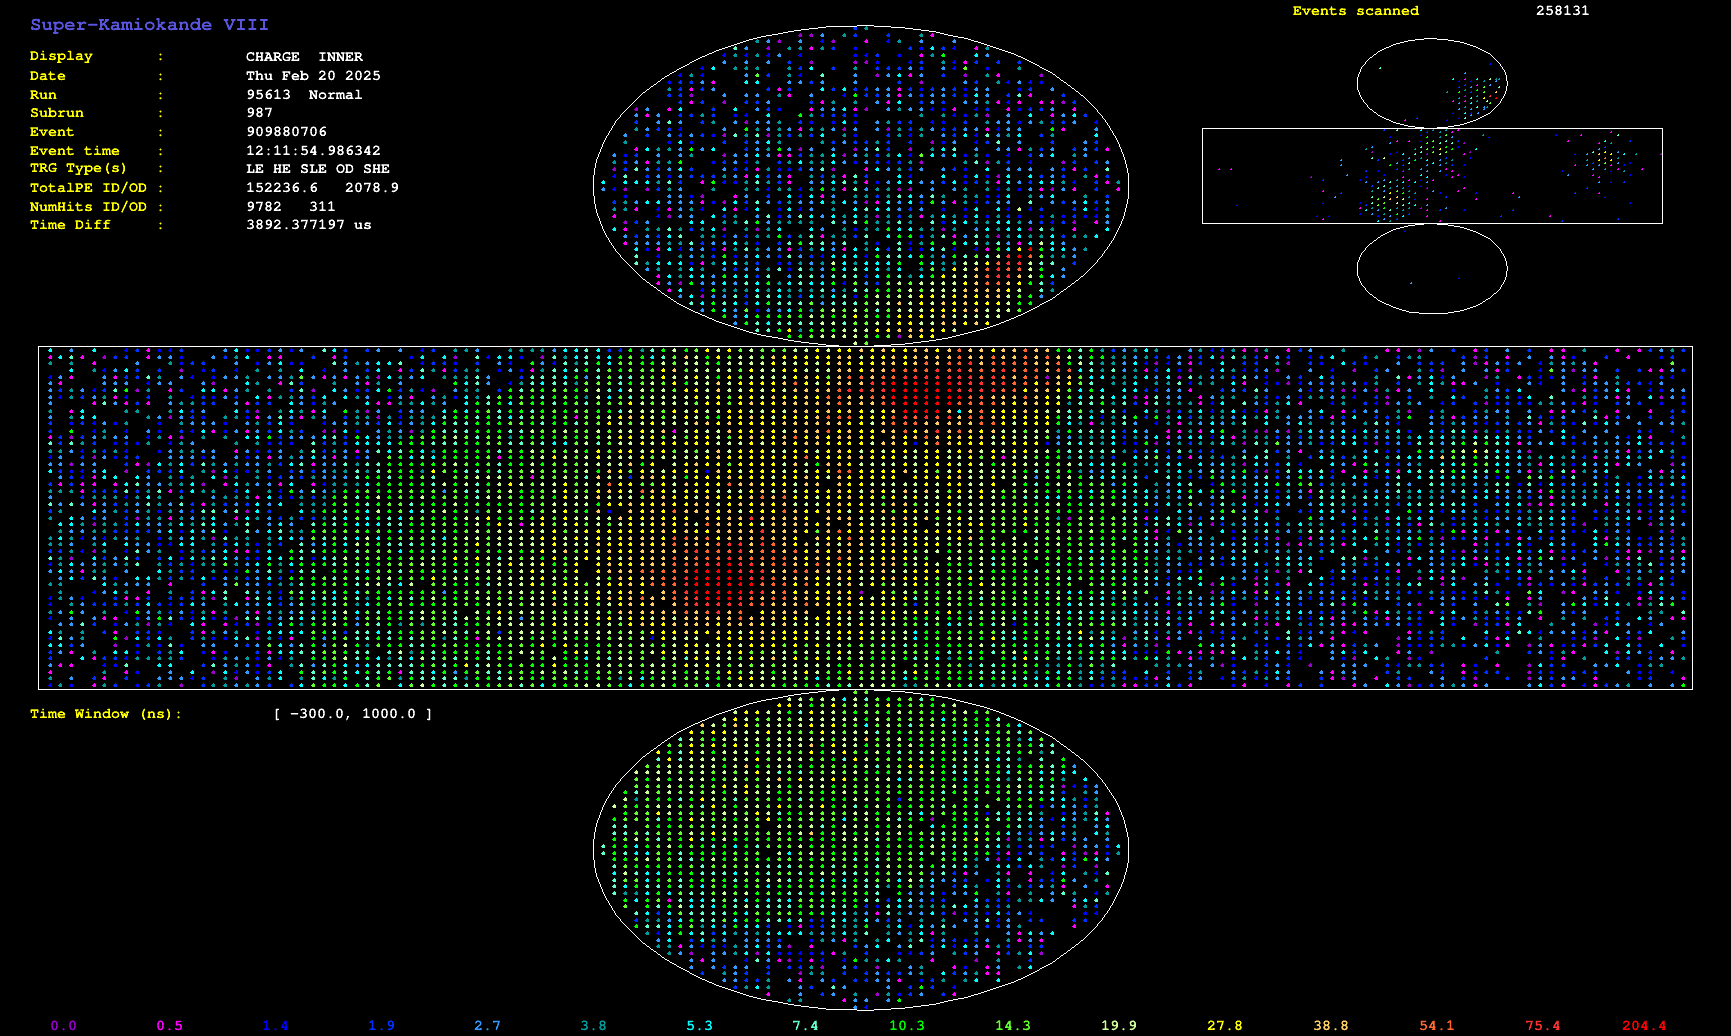 Super-Kamiokande VIII
Events scanned 258131
Display : CHARGE INNER
Date : Thu Feb 20 2025
Run : 95613 Normal
Subrun : 987
Event : 909880706
Event time : 12:11:54.986342
TRG Type(s) : LE HE SLE OD SHE
TotalPE ID/OD : 152236.6 2078.9
NumHits ID/OD : 9782 311
Time Diff : 3892.377197 us
Time Window (ns): [ -300.0, 1000.0 ]
0.0 0.5 1.4 1.9 2.7 3.8 5.3 7.4 10.3 14.3 19.9 27.8 38.8 54.1 75.4 204.4